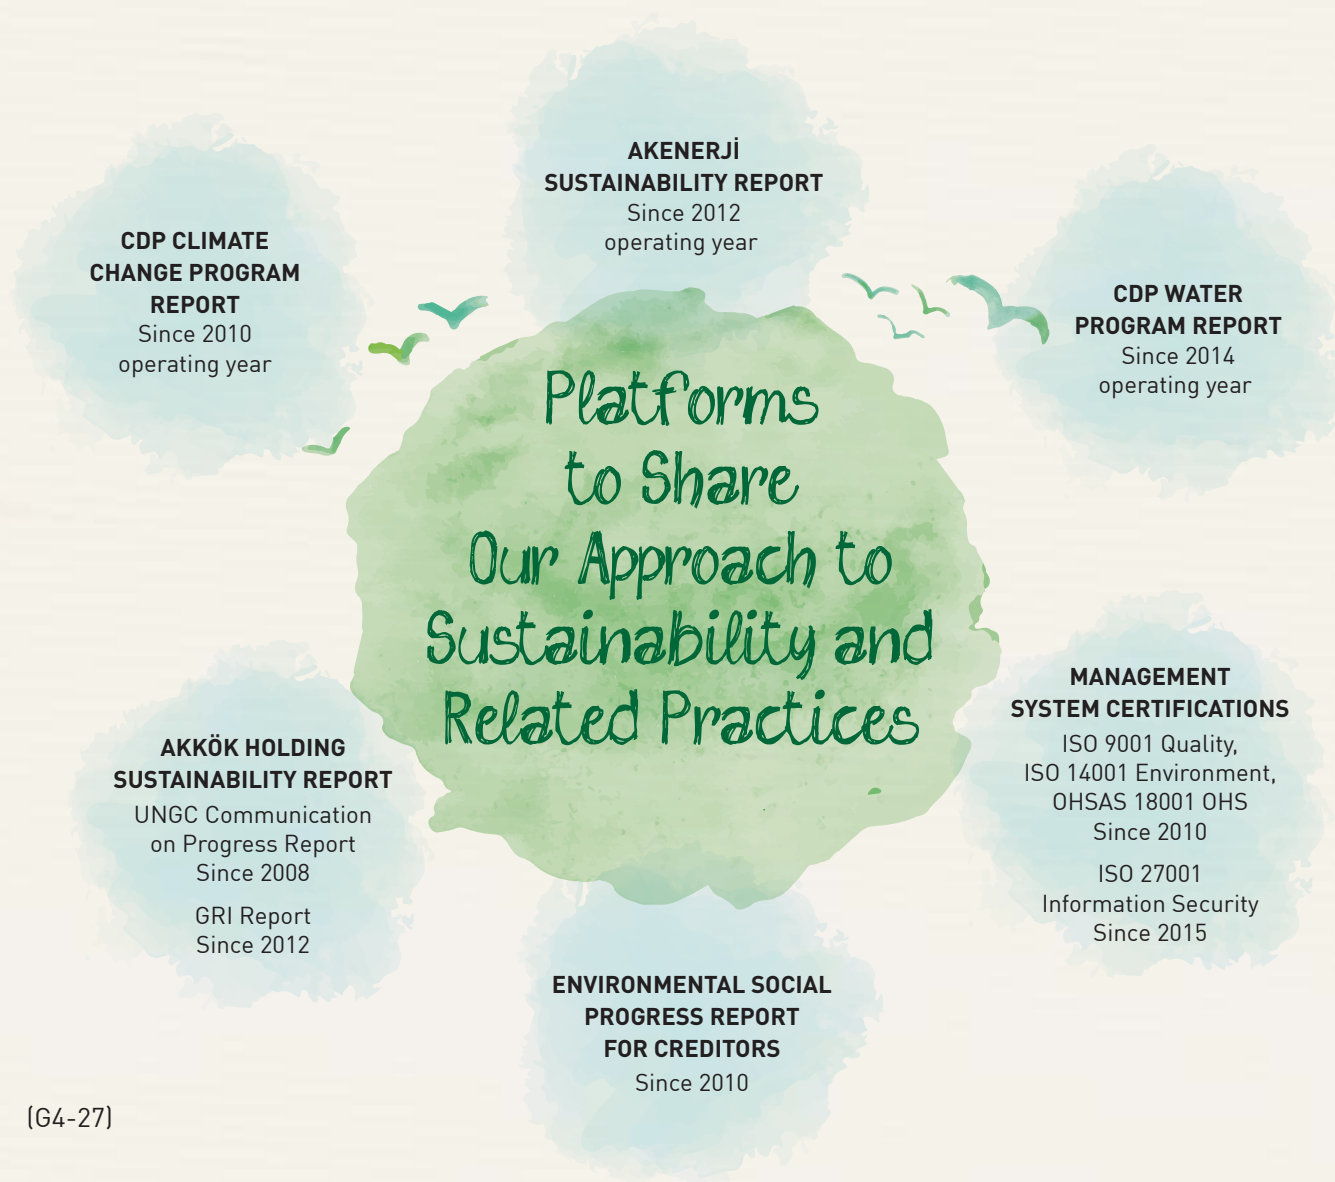 AKENERJİ
SUSTAINABILITY REPORT
Since 2012
operating year
CDP CLIMATE
CHANGE PROGRAM
REPORT
Since 2010
operating year
CDP WATER
PROGRAM REPORT
Since 2014
operating year
Platforms
to Share
Our Approach to
Sustainability and
Related Practices
AKKÖK HOLDING
SUSTAINABILITY REPORT
UNGC Communication
on Progress Report
Since 2008
GRI Report
Since 2012
MANAGEMENT
SYSTEM CERTIFICATIONS
ISO 9001 Quality,
ISO 14001 Environment,
OHSAS 18001 OHS
Since 2010
ISO 27001
Information Security
Since 2015
ENVIRONMENTAL SOCIAL
PROGRESS REPORT
FOR CREDITORS
Since 2010
(G4-27)